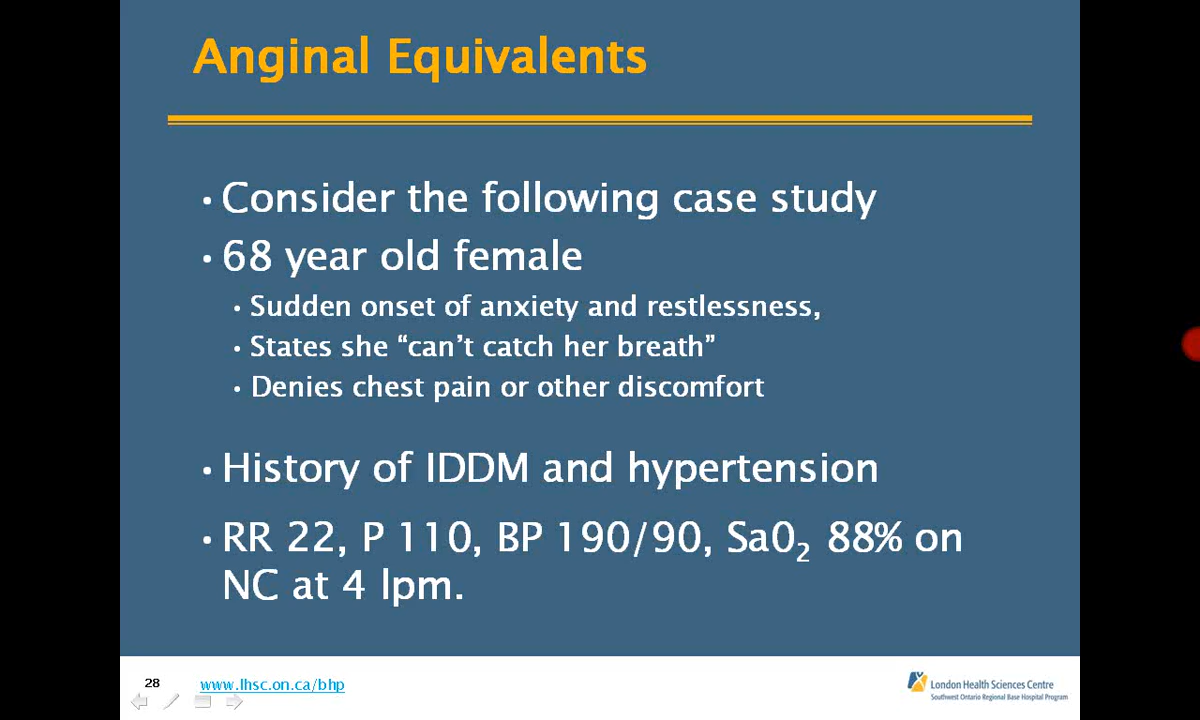 Anginal Equivalents
• Consider the following case study
• 68 year old female
• Sudden onset of anxiety and restlessness,
• States she “can’t catch her breath”
• Denies chest pain or other discomfort
• History of IDDM and hypertension
• RR 22, P 110, BP 190/90, SaO₂ 88% on
NC at 4 lpm.
28
www.lhsc.on.ca/bhp
London Health Sciences Centre
Southwest Ontario Regional Base Hospital Program